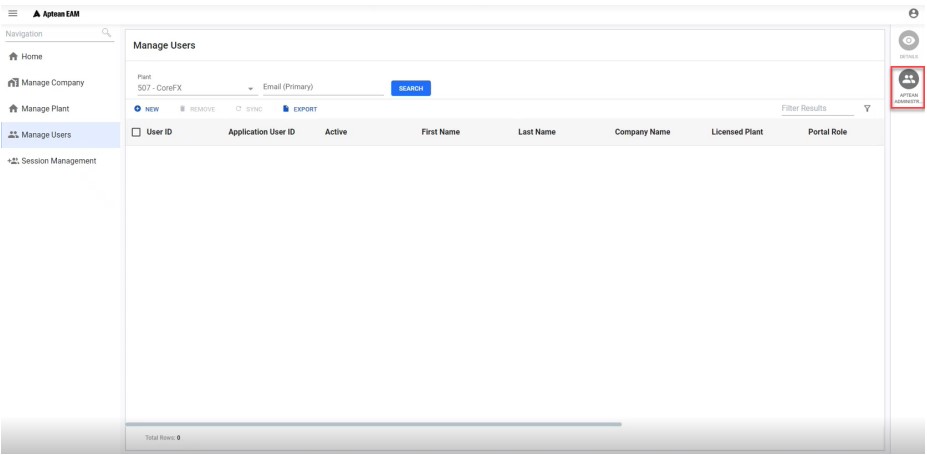 Aptean EAM
Navigation
Home
Manage Company
Manage Plant
Manage Users
Session Management
Manage Users
Plant
507 - CoreFX
Email (Primary)
SEARCH
NEW REMOVE SYNC EXPORT
Filter Results
User ID Application User ID Active First Name Last Name Company Name Licensed Plant Portal Role
Total Rows: 0
DETAILS
APTEAN
ADMINISTR...